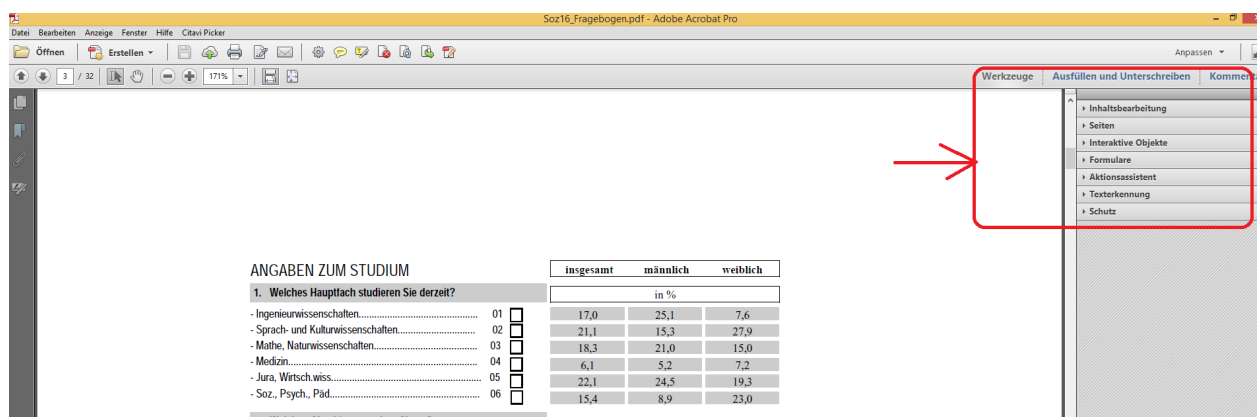 Soz16_Fragebogen.pdf - Adobe Acrobat Pro
Datei Bearbeiten Anzeige Fenster Hilfe Citavi Picker
Öffnen Erstellen Anpassen
3 / 32 171% Werkzeuge Ausfüllen und Unterschreiben Kommenta
Inhaltsbearbeitung
Seiten
Interaktive Objekte
Formulare
Aktionsassistent
Texterkennung
Schutz
ANGABEN ZUM STUDIUM insgesamt männlich weiblich
1. Welches Hauptfach studieren Sie derzeit? in %
- Ingenieurwissenschaften................................................ 01 17,0 25,1 7,6
- Sprach- und Kulturwissenschaften............................... 02 21,1 15,3 27,9
- Mathe, Naturwissenschaften......................................... 03 18,3 21,0 15,0
- Medizin............................................................................ 04 6,1 5,2 7,2
- Jura, Wirtsch.wiss............................................................ 05 22,1 24,5 19,3
- Soz., Psych., Päd............................................................. 06 15,4 8,9 23,0